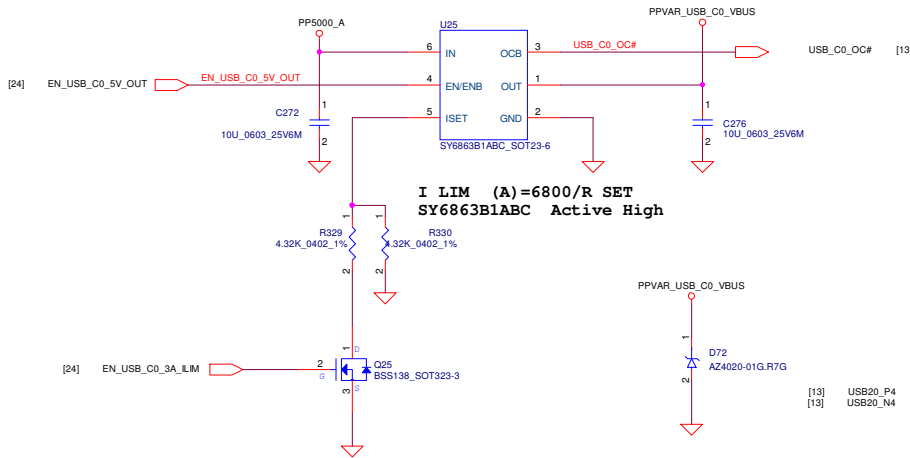 PPVAR_USB_C0_VBUS
PP5000_A
U25
6 IN OCB 3 USB_C0_OC# USB_C0_OC# [13
[24] EN_USB_C0_5V_OUT EN_USB_C0_5V_OUT 4 EN/ENB OUT 1
5 ISET GND 2
1 C272 2
10U_0603_25V6M
1 C276 2
10U_0603_25V6M
SY6863B1ABC_SOT23-6
I LIM (A)=6800/R SET
SY6863B1ABC Active High
1 R329 2
4.32K_0402_1%
1 R330 2
4.32K_0402_1%
PPVAR_USB_C0_VBUS
1 D72 2
AZ4020-01G.R7G
[24] EN_USB_C0_3A_ILIM 2 G 1 D 3 S
Q25
BSS138_SOT323-3
[13] USB20_P4
[13] USB20_N4